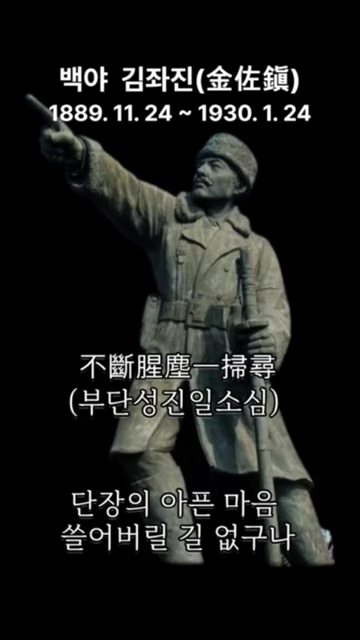 백야 김좌진(金佐鎭)
1889. 11. 24 ~ 1930. 1. 24
不斷腥塵一掃尋
(부단성진일소심)
단장의 아픈 마음
쓸어버릴 길 없구나